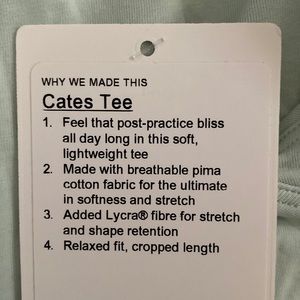 WHY WE MADE THIS
Cates Tee
1. Feel that post-practice bliss
all day long in this soft,
lightweight tee
2. Made with breathable pima
cotton fabric for the ultimate
in softness and stretch
3. Added Lycra® fibre for stretch
and shape retention
4. Relaxed fit, cropped length